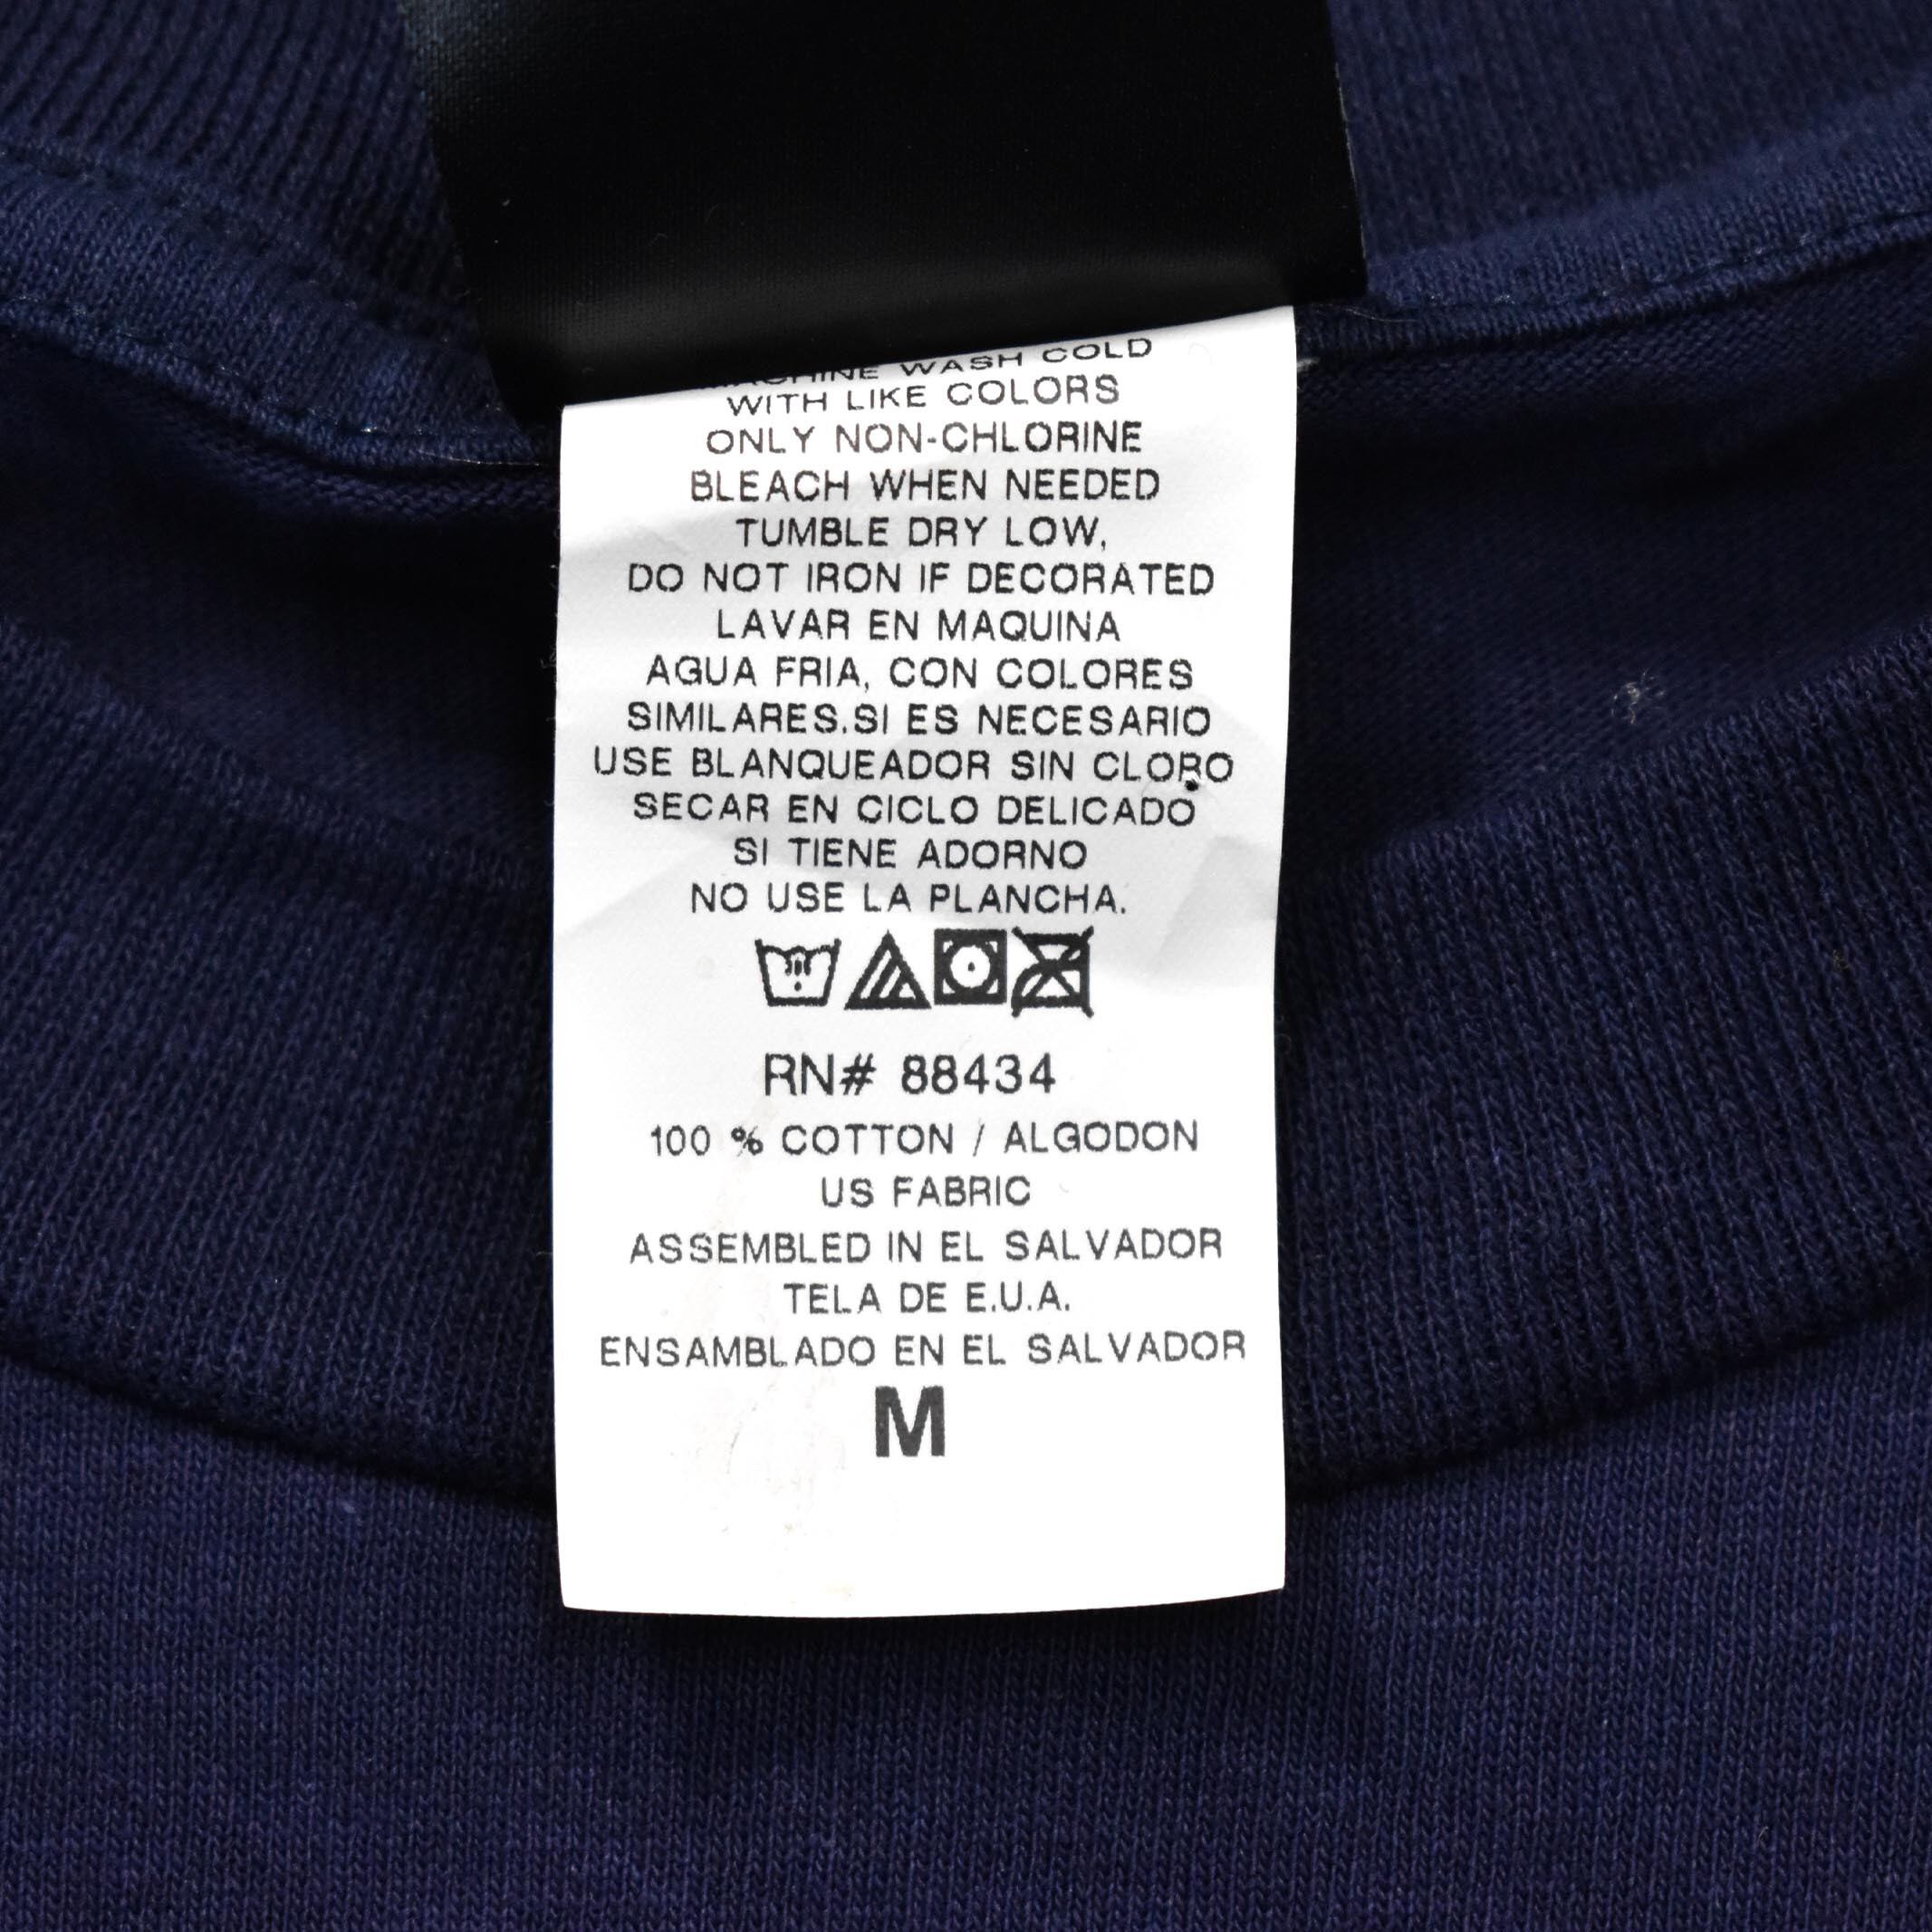 MACHINE WASH COLD
WITH LIKE COLORS
ONLY NON-CHLORINE
BLEACH WHEN NEEDED
TUMBLE DRY LOW,
DO NOT IRON IF DECORATED
LAVAR EN MAQUINA
AGUA FRIA, CON COLORES
SIMILARES.SI ES NECESARIO
USE BLANQUEADOR SIN CLORO
SECAR EN CICLO DELICADO
SI TIENE ADORNO
NO USE LA PLANCHA.
RN# 88434
100 % COTTON / ALGODON
US FABRIC
ASSEMBLED IN EL SALVADOR
TELA DE E.U.A.
ENSAMBLADO EN EL SALVADOR
M